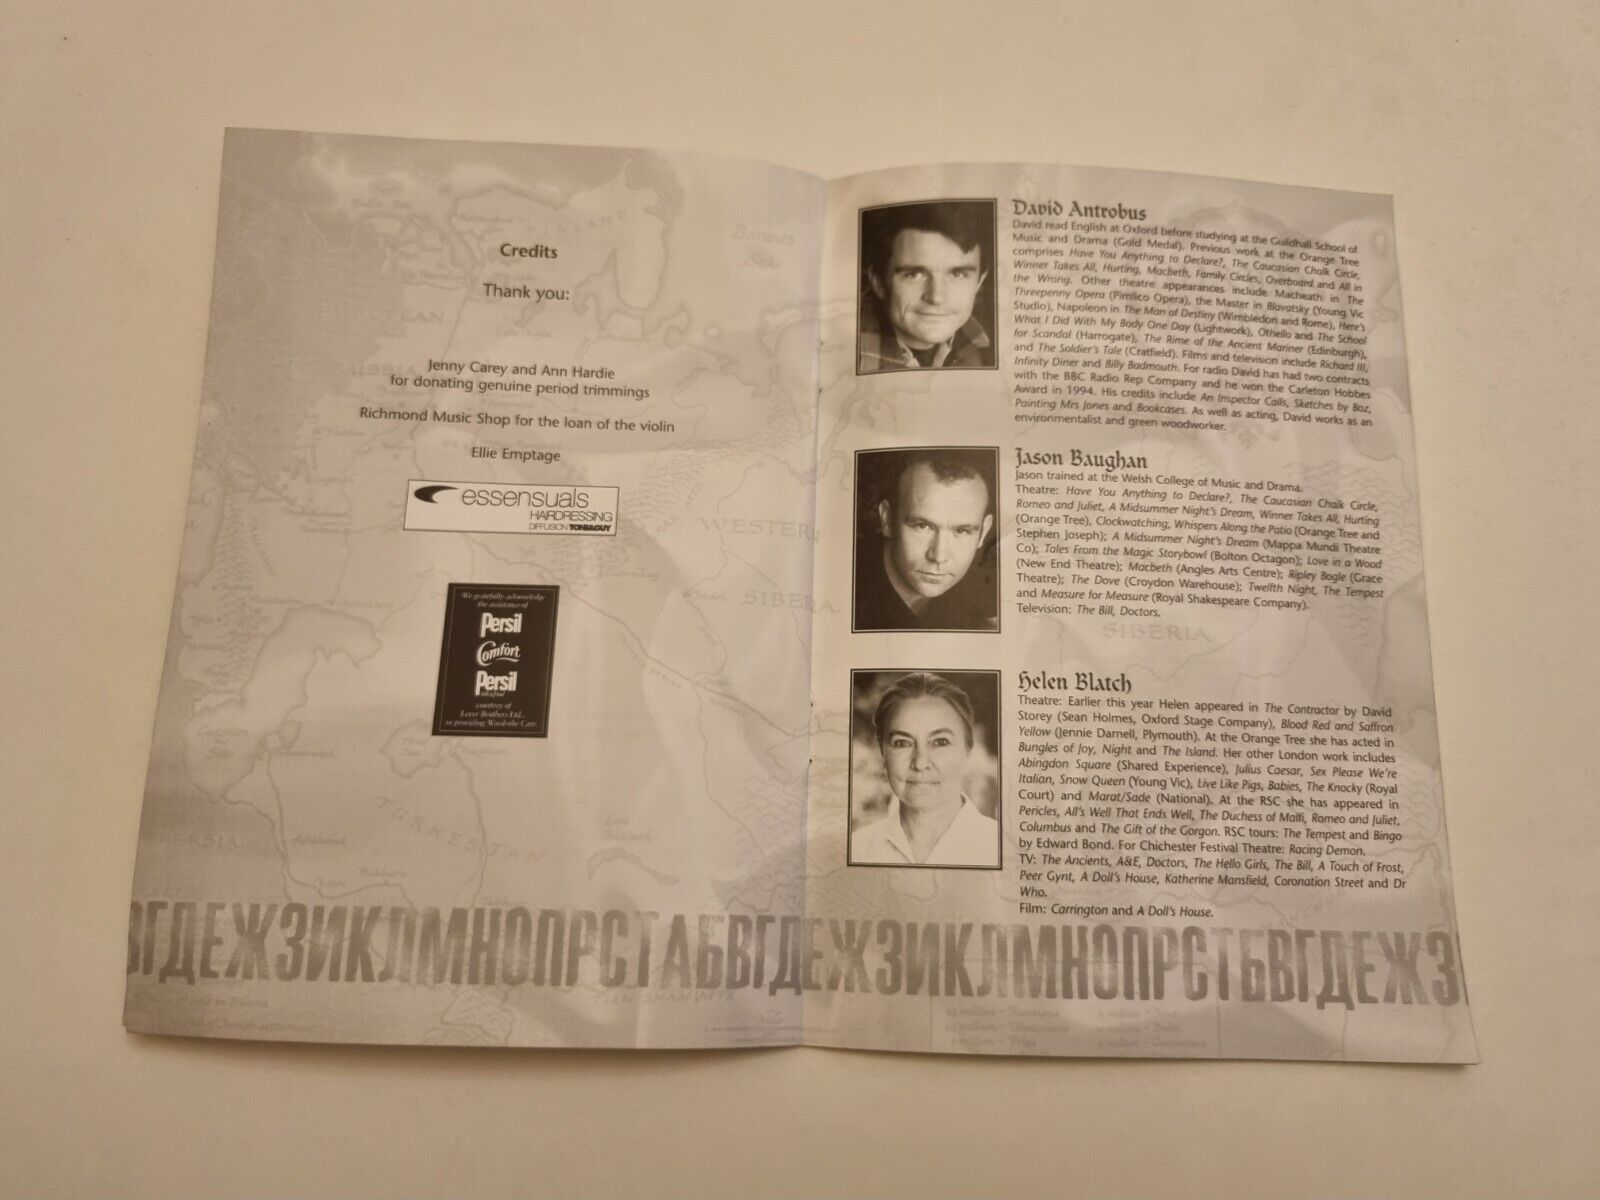 Credits
Thank you:
Jenny Carey and Ann Hardie
for donating genuine period trimmings
Richmond Music Shop for the loan of the violin
Ellie Emptage
essensuals
HAIRDRESSING
DIFFUSION TONI&GUY
We gratefully acknowledge
the assistance of
Persil
Comfort
Persil
courtesy of
Lever Brothers Ltd.,
in providing Wardrobe Care.
David Antrobus
David read English at Oxford before studying at the Guildhall School of
Music and Drama (Gold Medal). Previous work at the Orange Tree
comprises Have You Anything to Declare?, The Caucasian Chalk Circle,
Winner Takes All, Hurting, Macbeth, Family Circles, Overboard and All in
the Wrong. Other theatre appearances include Macheath in The
Threepenny Opera (Pimlico Opera), the Master in Blavatsky (Young Vic
Studio), Napoleon in The Man of Destiny (Wimbledon and Rome), Here's
What I Did With My Body One Day (Lightwork), Othello and The School
for Scandal (Harrogate), The Rime of the Ancient Mariner (Edinburgh),
and The Soldier's Tale (Cratfield). Films and television include Richard III,
Infinity Diner and Billy Badmouth. For radio David has had two contracts
with the BBC Radio Rep Company and he won the Carleton Hobbes
Award in 1994. His credits include An Inspector Calls, Sketches by Boz,
Painting Mrs Jones and Bookcases. As well as acting, David works as an
environmentalist and green woodworker.
Jason Baughan
Jason trained at the Welsh College of Music and Drama.
Theatre: Have You Anything to Declare?, The Caucasian Chalk Circle,
Romeo and Juliet, A Midsummer Night's Dream, Winner Takes All, Hurting
(Orange Tree), Clockwatching, Whispers Along the Patio (Orange Tree and
Stephen Joseph); A Midsummer Night's Dream (Mappa Mundi Theatre
Co); Tales From the Magic Storybowl (Bolton Octagon); Love in a Wood
(New End Theatre); Macbeth (Angles Arts Centre); Ripley Bogle (Grace
Theatre); The Dove (Croydon Warehouse); Twelfth Night, The Tempest
and Measure for Measure (Royal Shakespeare Company).
Television: The Bill, Doctors.
Helen Blatch
Theatre: Earlier this year Helen appeared in The Contractor by David
Storey (Sean Holmes, Oxford Stage Company), Blood Red and Saffron
Yellow (Jennie Darnell, Plymouth). At the Orange Tree she has acted in
Bungles of Joy, Night and The Island. Her other London work includes
Abingdon Square (Shared Experience), Julius Caesar, Sex Please We're
Italian, Snow Queen (Young Vic), Live Like Pigs, Babies, The Knocky (Royal
Court) and Marat/Sade (National). At the RSC she has appeared in
Pericles, All's Well That Ends Well, The Duchess of Malfi, Romeo and Juliet,
Columbus and The Gift of the Gorgon. RSC tours: The Tempest and Bingo
by Edward Bond. For Chichester Festival Theatre: Racing Demon.
TV: The Ancients, A&E, Doctors, The Hello Girls, The Bill, A Touch of Frost,
Peer Gynt, A Doll's House, Katherine Mansfield, Coronation Street and Dr
Who.
Film: Carrington and A Doll's House.
Barents
Sea
WESTERN
SIBERIA
SIBERIA
TURKEST
PERSIA
ВГДЕЖЗИКЛМНОПРСТАБВГДЕЖЗИКЛМНОПРСТБВГДЕЖЗИ
TIEN SHAN MTS